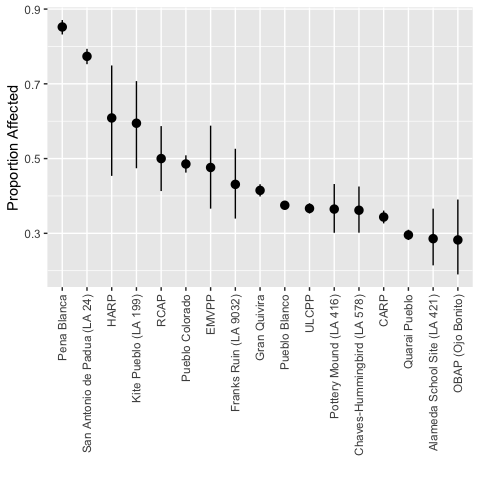 Proportion Affected
0.9
0.7
0.5
0.3
Pena Blanca
San Antonio de Padua (LA 24)
HARP
Kite Pueblo (LA 199)
RCAP
Pueblo Colorado
EMVPP
Franks Ruin (LA 9032)
Gran Quivira
Pueblo Blanco
ULCPP
Pottery Mound (LA 416)
Chaves-Hummingbird (LA 578)
CARP
Quarai Pueblo
Alameda School Site (LA 421)
OBAP (Ojo Bonito)